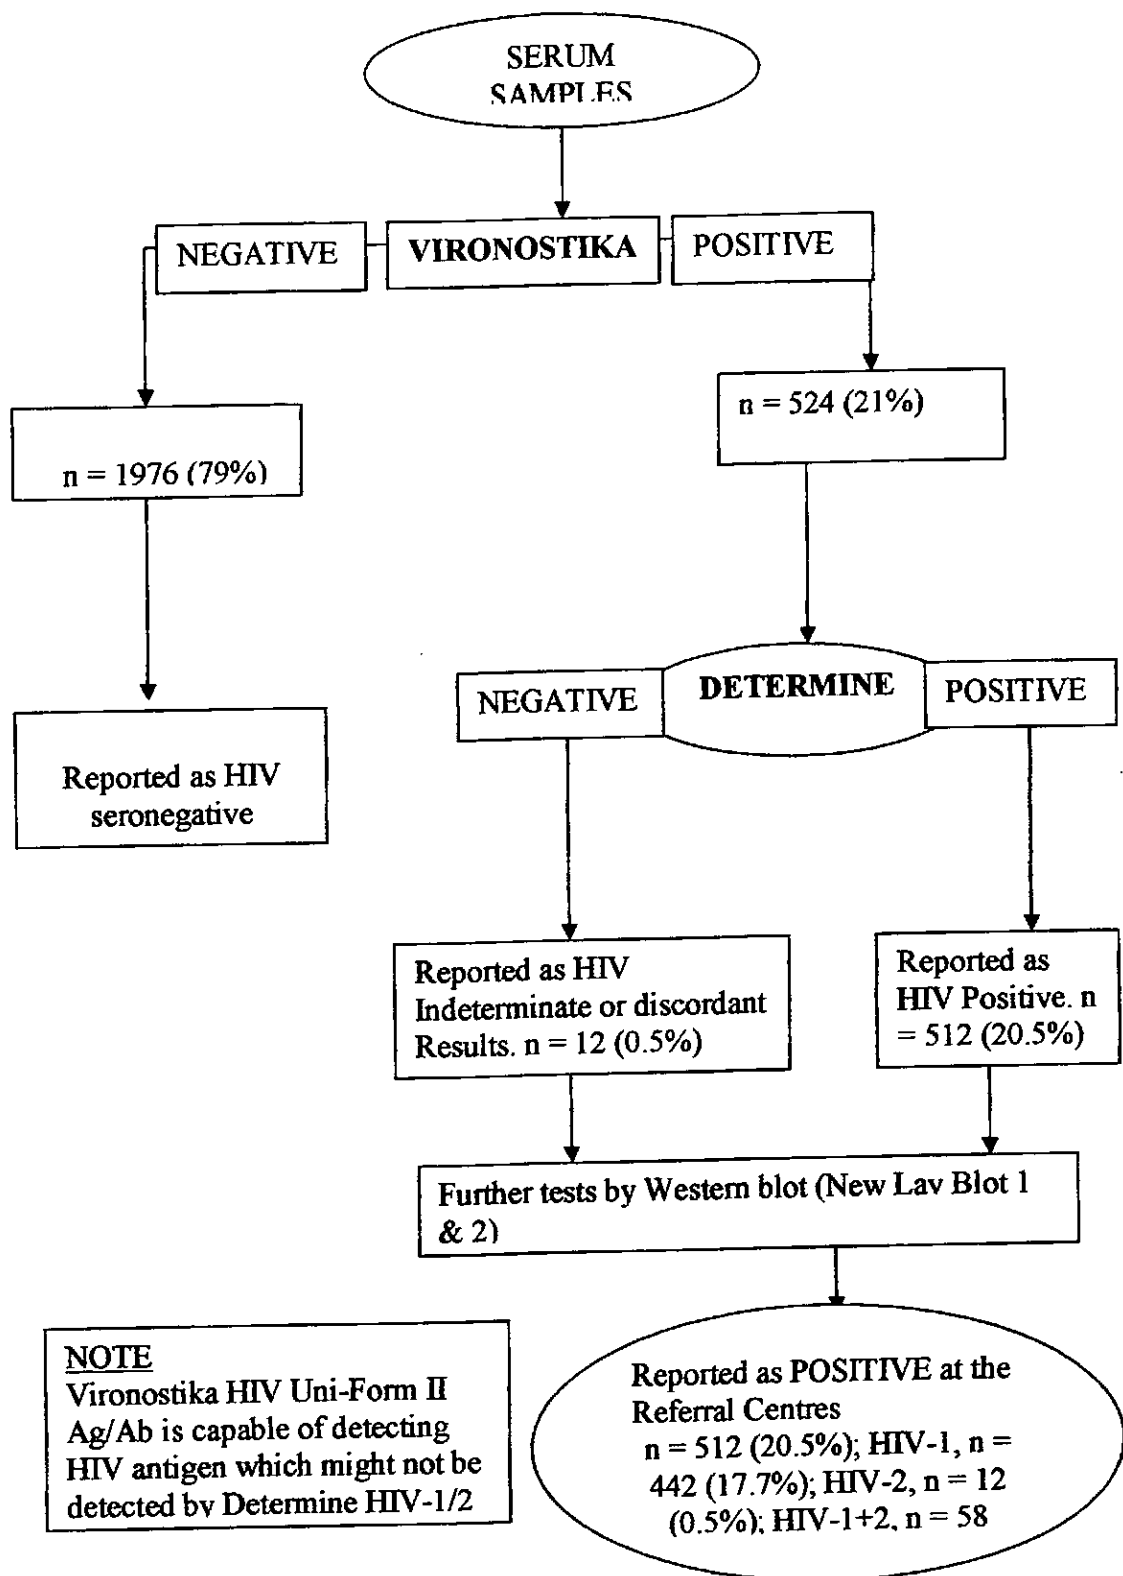 SERUM
SAMPLES
NEGATIVE
VIRONOSTIKA
POSITIVE
n = 524 (21%)
n = 1976 (79%)
NEGATIVE
DETERMINE
POSITIVE
Reported as HIV
seronegative
Reported as HIV
Indeterminate or discordant
Results. n = 12 (0.5%)
Reported as
HIV Positive. n
= 512 (20.5%)
Further tests by Western blot (New Lav Blot 1
& 2)
NOTE
Vironostika HIV Uni-Form II
Ag/Ab is capable of detecting
HIV antigen which might not be
detected by Determine HIV-1/2
Reported as POSITIVE at the
Referral Centres
n = 512 (20.5%); HIV-1, n =
442 (17.7%); HIV-2, n = 12
(0.5%); HIV-1+2, n = 58